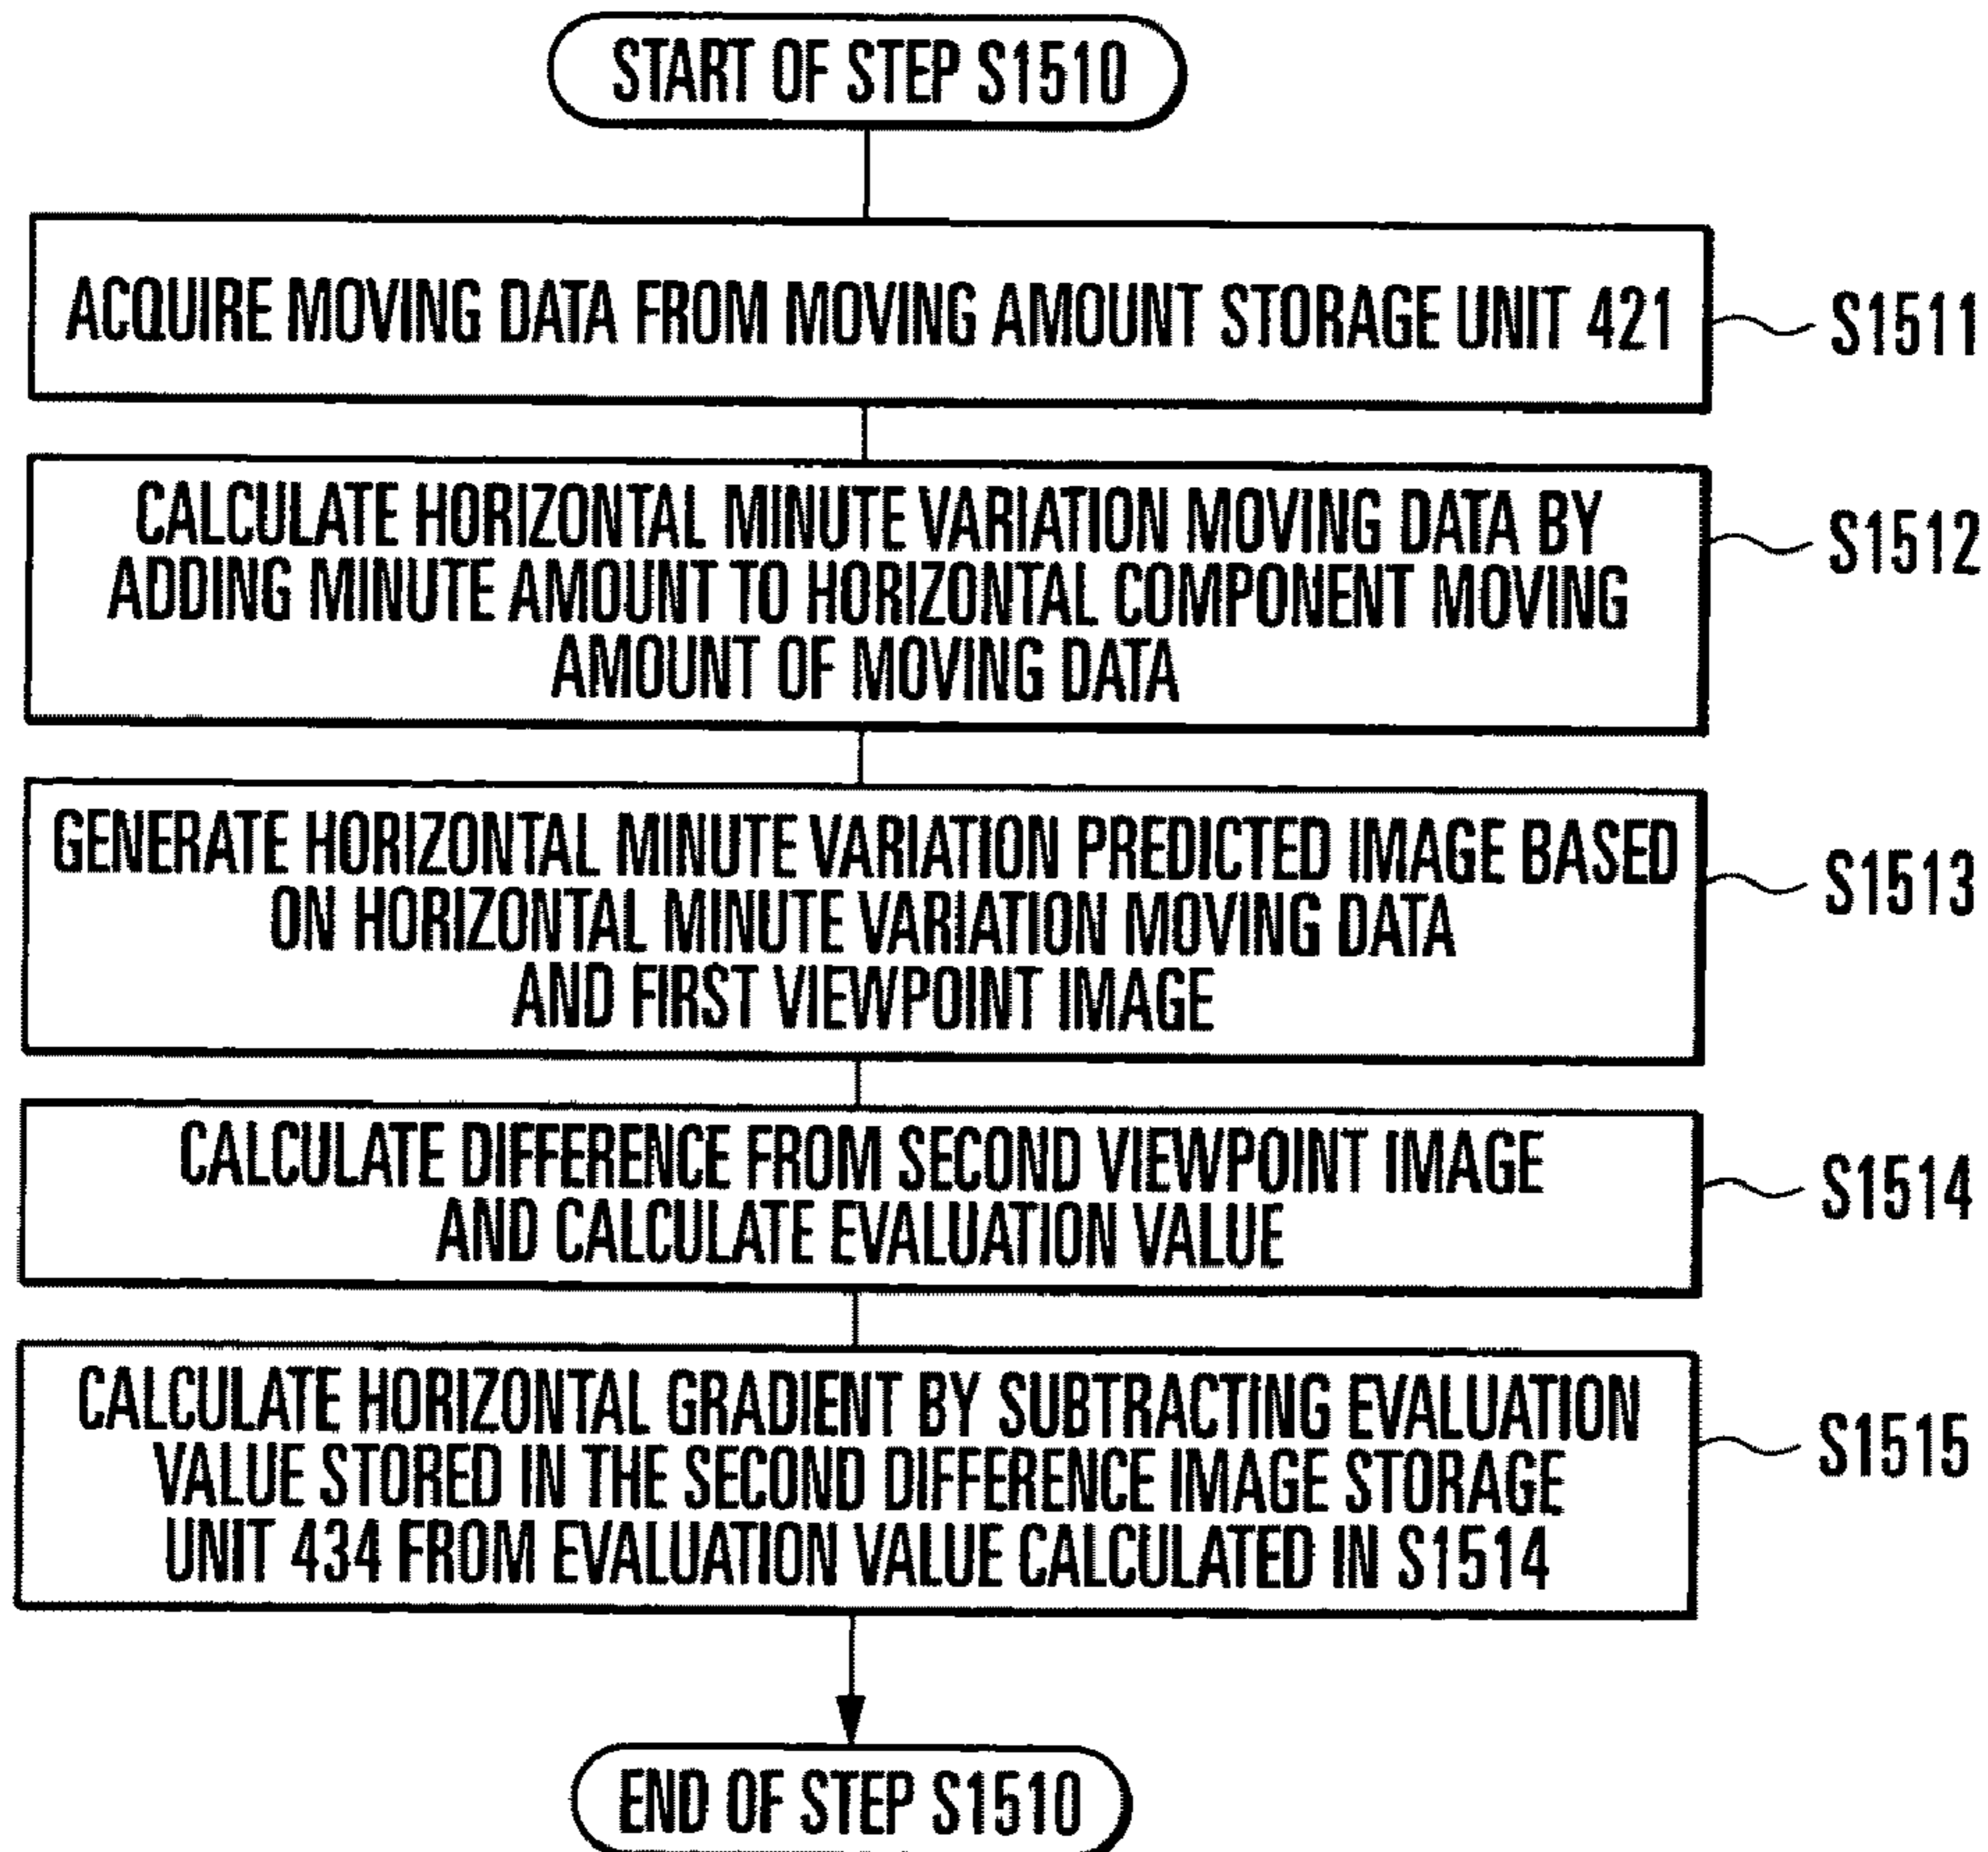 START OF STEP S1510
ACQUIRE MOVING DATA FROM MOVING AMOUNT STORAGE UNIT 421
S1511
CALCULATE HORIZONTAL MINUTE VARIATION MOVING DATA BY
ADDING MINUTE AMOUNT TO HORIZONTAL COMPONENT MOVING
AMOUNT OF MOVING DATA
S1512
GENERATE HORIZONTAL MINUTE VARIATION PREDICTED IMAGE BASED
ON HORIZONTAL MINUTE VARIATION MOVING DATA
AND FIRST VIEWPOINT IMAGE
S1513
CALCULATE DIFFERENCE FROM SECOND VIEWPOINT IMAGE
AND CALCULATE EVALUATION VALUE
S1514
CALCULATE HORIZONTAL GRADIENT BY SUBTRACTING EVALUATION
VALUE STORED IN THE SECOND DIFFERENCE IMAGE STORAGE
UNIT 434 FROM EVALUATION VALUE CALCULATED IN S1514
S1515
END OF STEP S1510